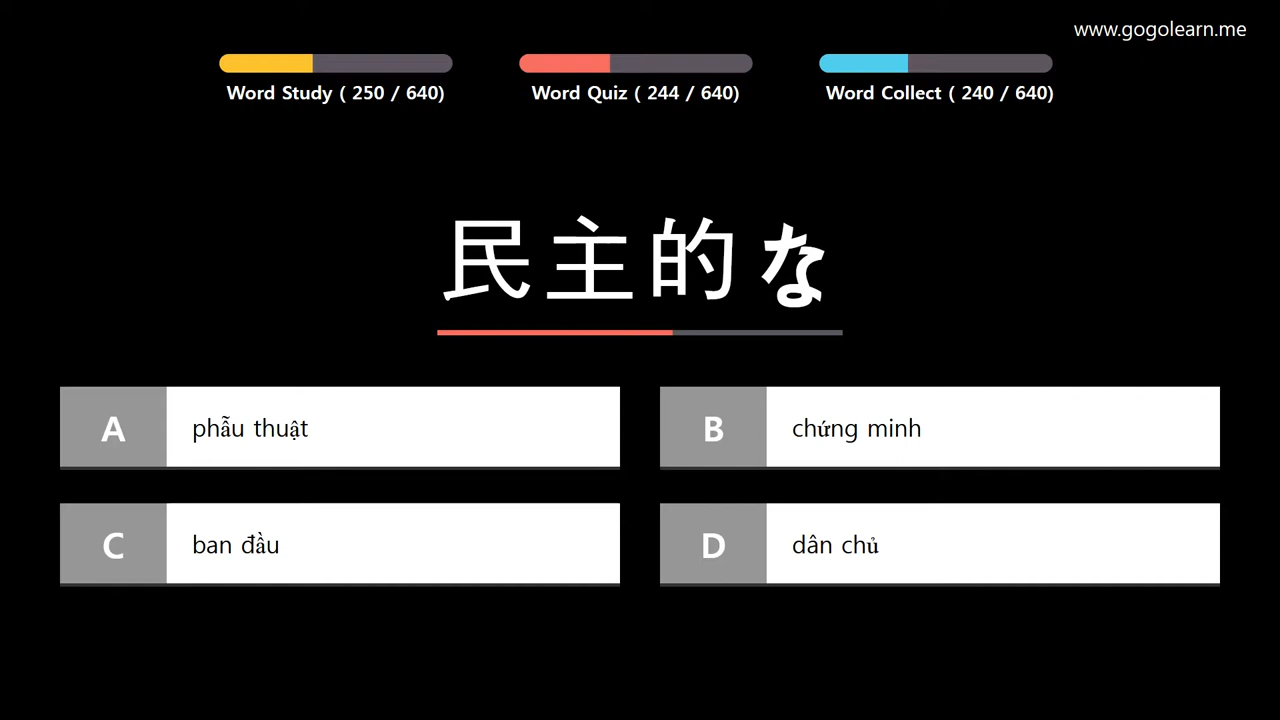 www.gogolearn.me
Word Study ( 250 / 640)
Word Quiz ( 244 / 640)
Word Collect ( 240 / 640)
民主的な
A phẫu thuật
B chứng minh
C ban đầu
D dân chủ